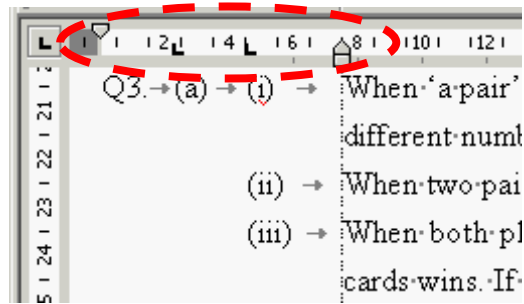 L 2 4 6 8 10 12
Q3.→(a)→(i) → When·'a·pair'
different·numb
(ii) → When·two·pai
(iii) → When·both·pl
cards·wins.·If·
21
22
23
24